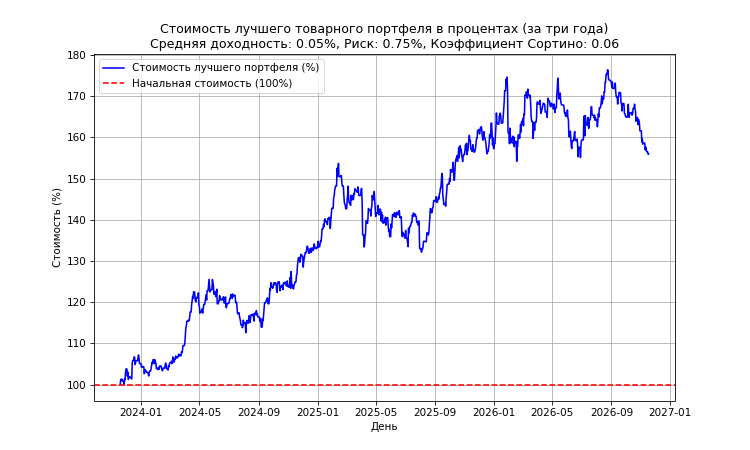 Стоимость лучшего товарного портфеля в процентах (за три года)
Средняя доходность: 0.05%, Риск: 0.75%, Коэффициент Сортино: 0.06
Стоимость лучшего портфеля (%)
Начальная стоимость (100%)
Стоимость (%)
180
170
160
150
140
130
120
110
100
2024-01 2024-05 2024-09 2025-01 2025-05 2025-09 2026-01 2026-05 2026-09 2027-01
День